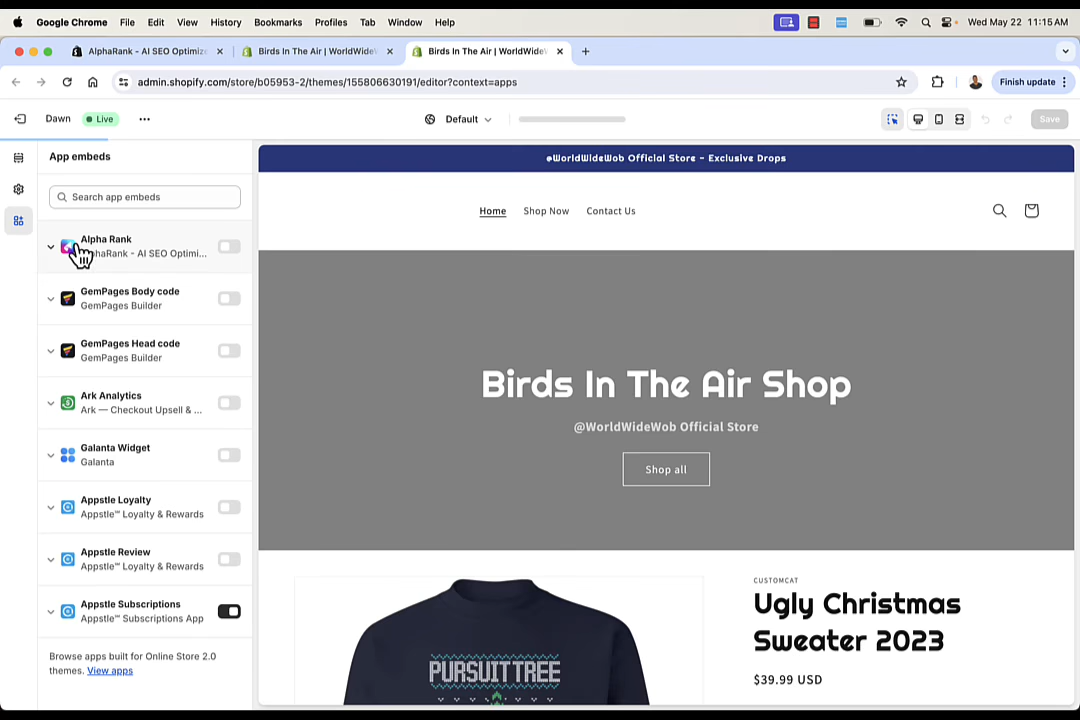 Google Chrome File Edit View History Bookmarks Profiles Tab Window Help Wed May 22 11:15 AM
AlphaRank - AI SEO Optimiz
Birds In The Air | WorldWide
Birds In The Air | WorldWide
admin.shopify.com/store/b05953-2/themes/155806630191/editor?context=apps
Finish update
Dawn Live
Default
Save
App embeds
Search app embeds
Alpha Rank
haRank - AI SEO Optimi...
GemPages Body code
GemPages Builder
GemPages Head code
GemPages Builder
Ark Analytics
Ark — Checkout Upsell & ...
Galanta Widget
Galanta
Appstle Loyalty
Appstle℠ Loyalty & Rewards
Appstle Review
Appstle℠ Loyalty & Rewards
Appstle Subscriptions
Appstle℠ Subscriptions App
Browse apps built for Online Store 2.0
themes. View apps
@WorldWideWob Official Store - Exclusive Drops
Home Shop Now Contact Us
Birds In The Air Shop
@WorldWideWob Official Store
Shop all
PURSUITTREE
CUSTOMCAT
Ugly Christmas
Sweater 2023
$39.99 USD